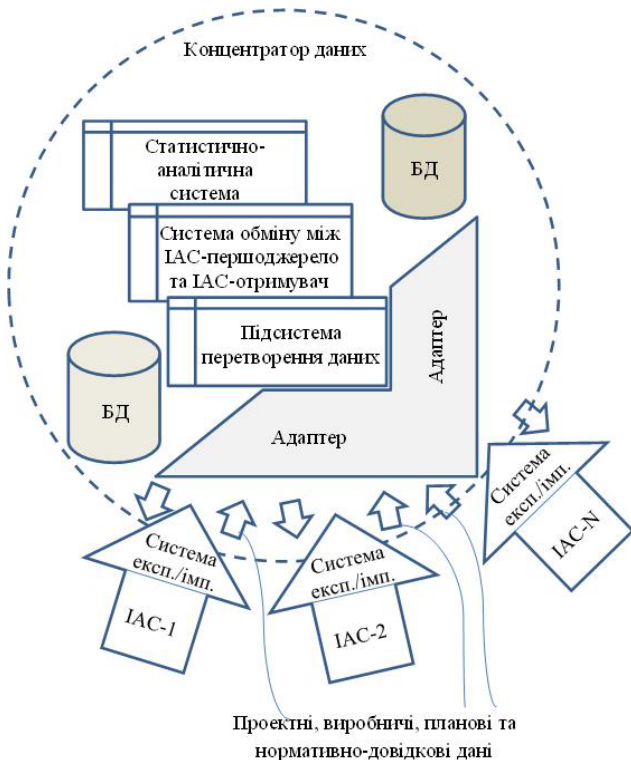 Концентратор даних
Статистично-
аналітична
система
БД
Система обміну між
ІАС-першоджерело
та ІАС-отримувач
Підсистема
перетворення даних
Адаптер
БД
Адаптер
Система
експ./імп.
ІАС-N
Система
експ./імп.
ІАС-1
Система
експ./імп.
ІАС-2
Проектні, виробничі, планові та
нормативно-довідкові дані